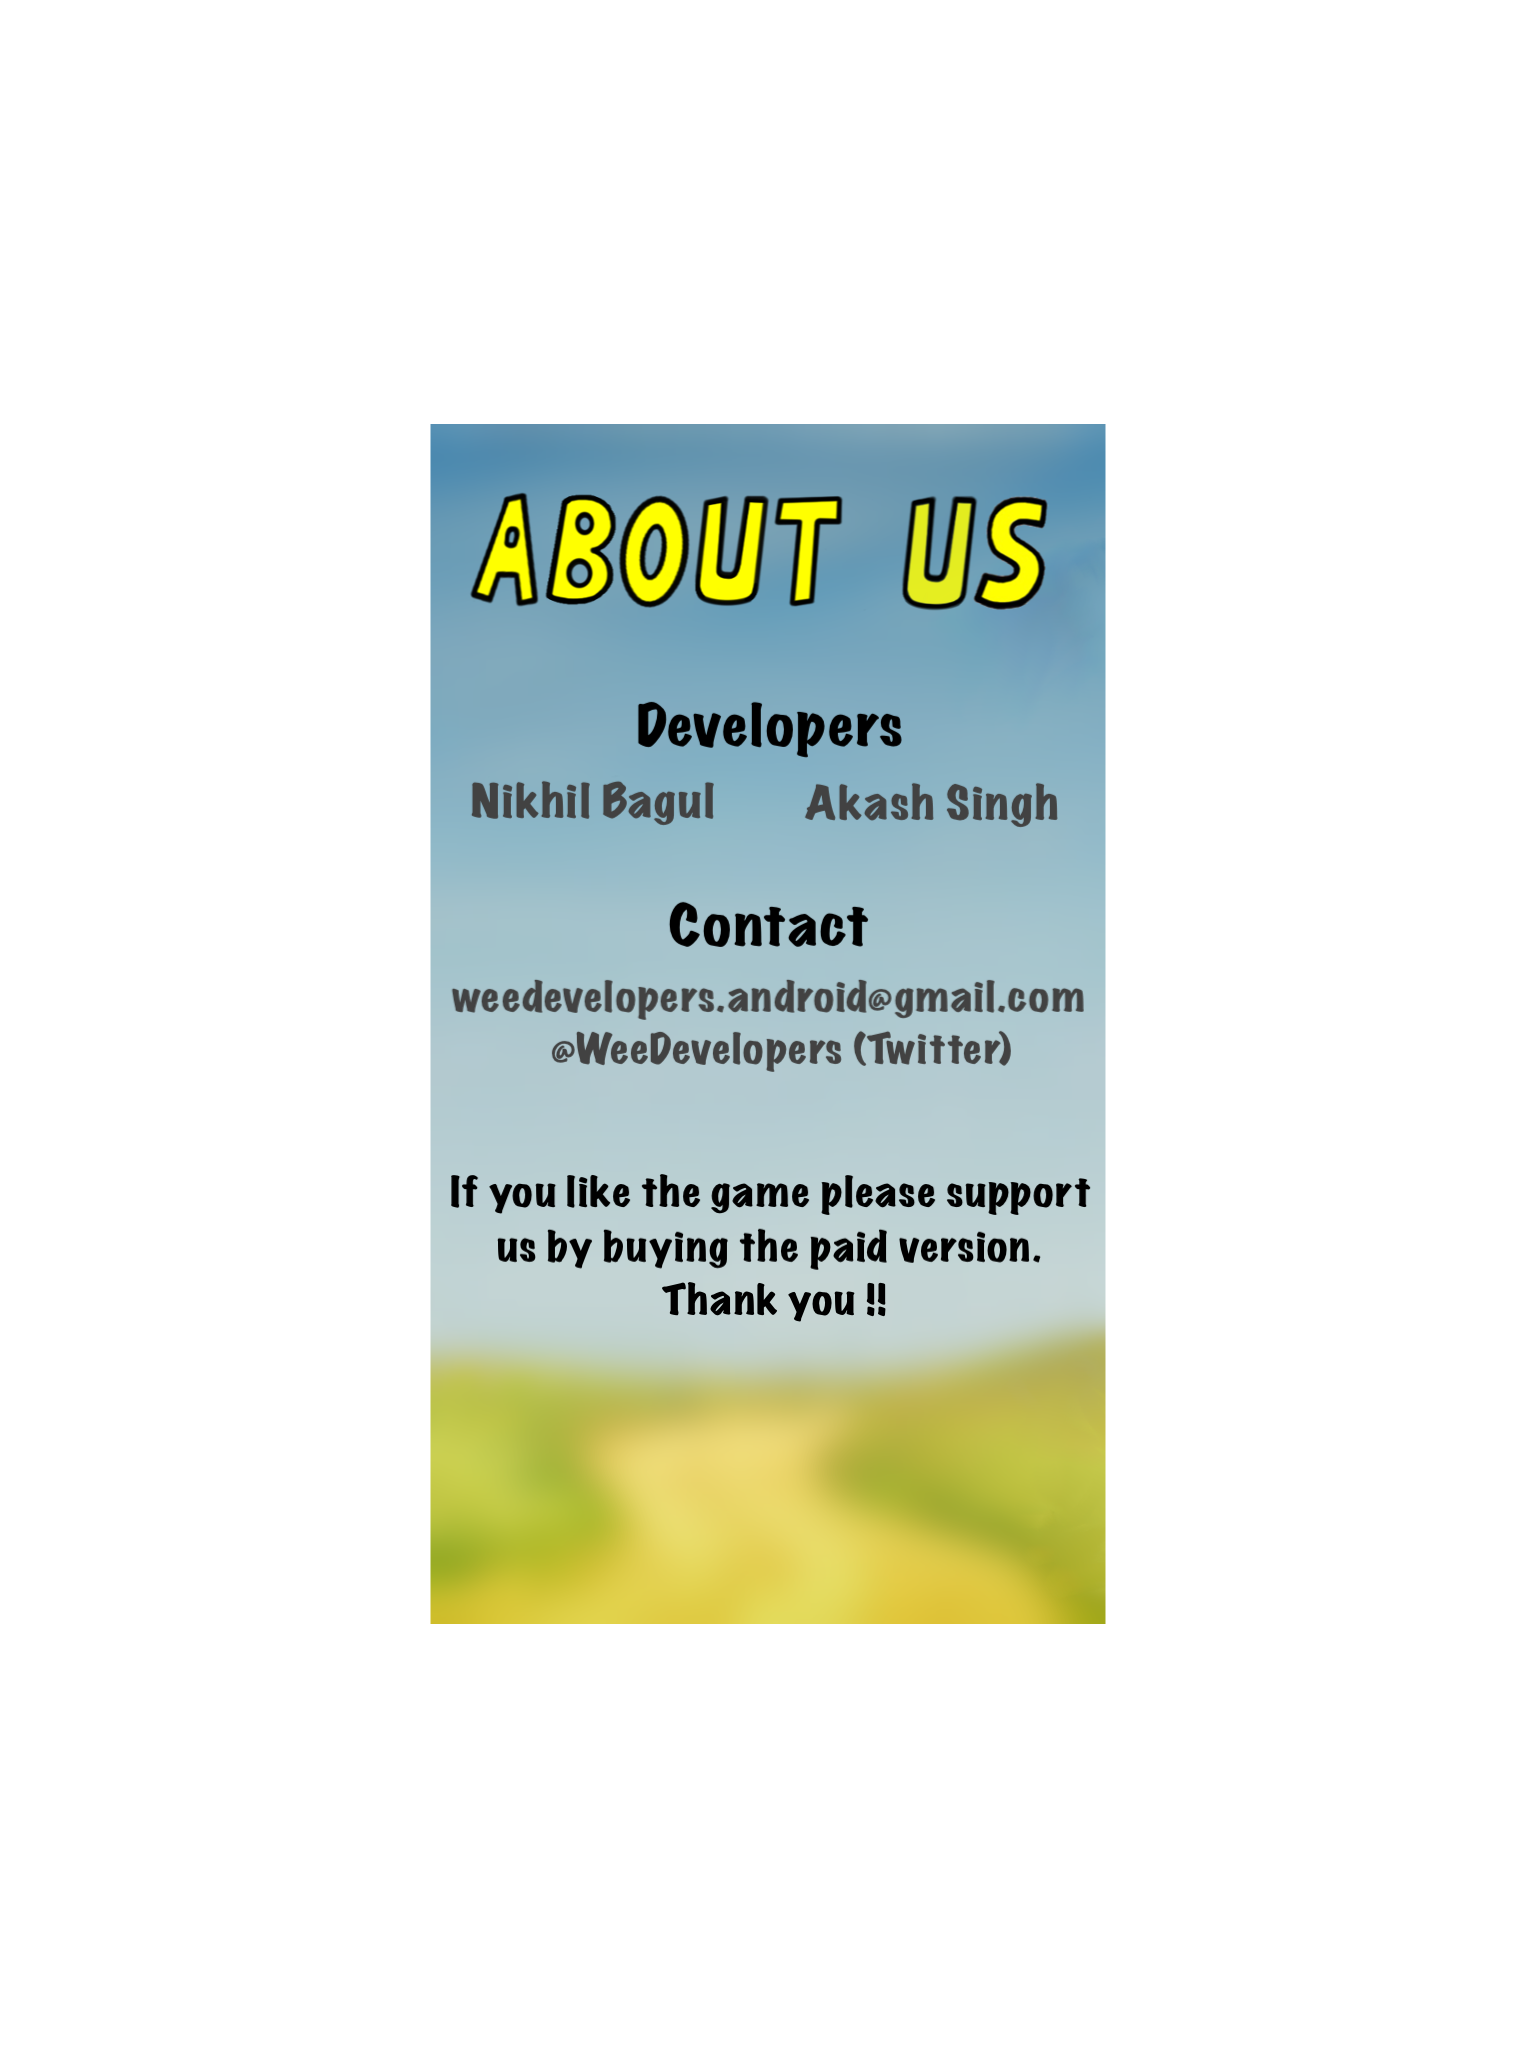 ABOUT US
Developers
Nikhil Bagul Akash Singh
Contact
weedevelopers.android@gmail.com
@WeeDevelopers (Twitter)
If you like the game please support
us by buying the paid version.
Thank you !!